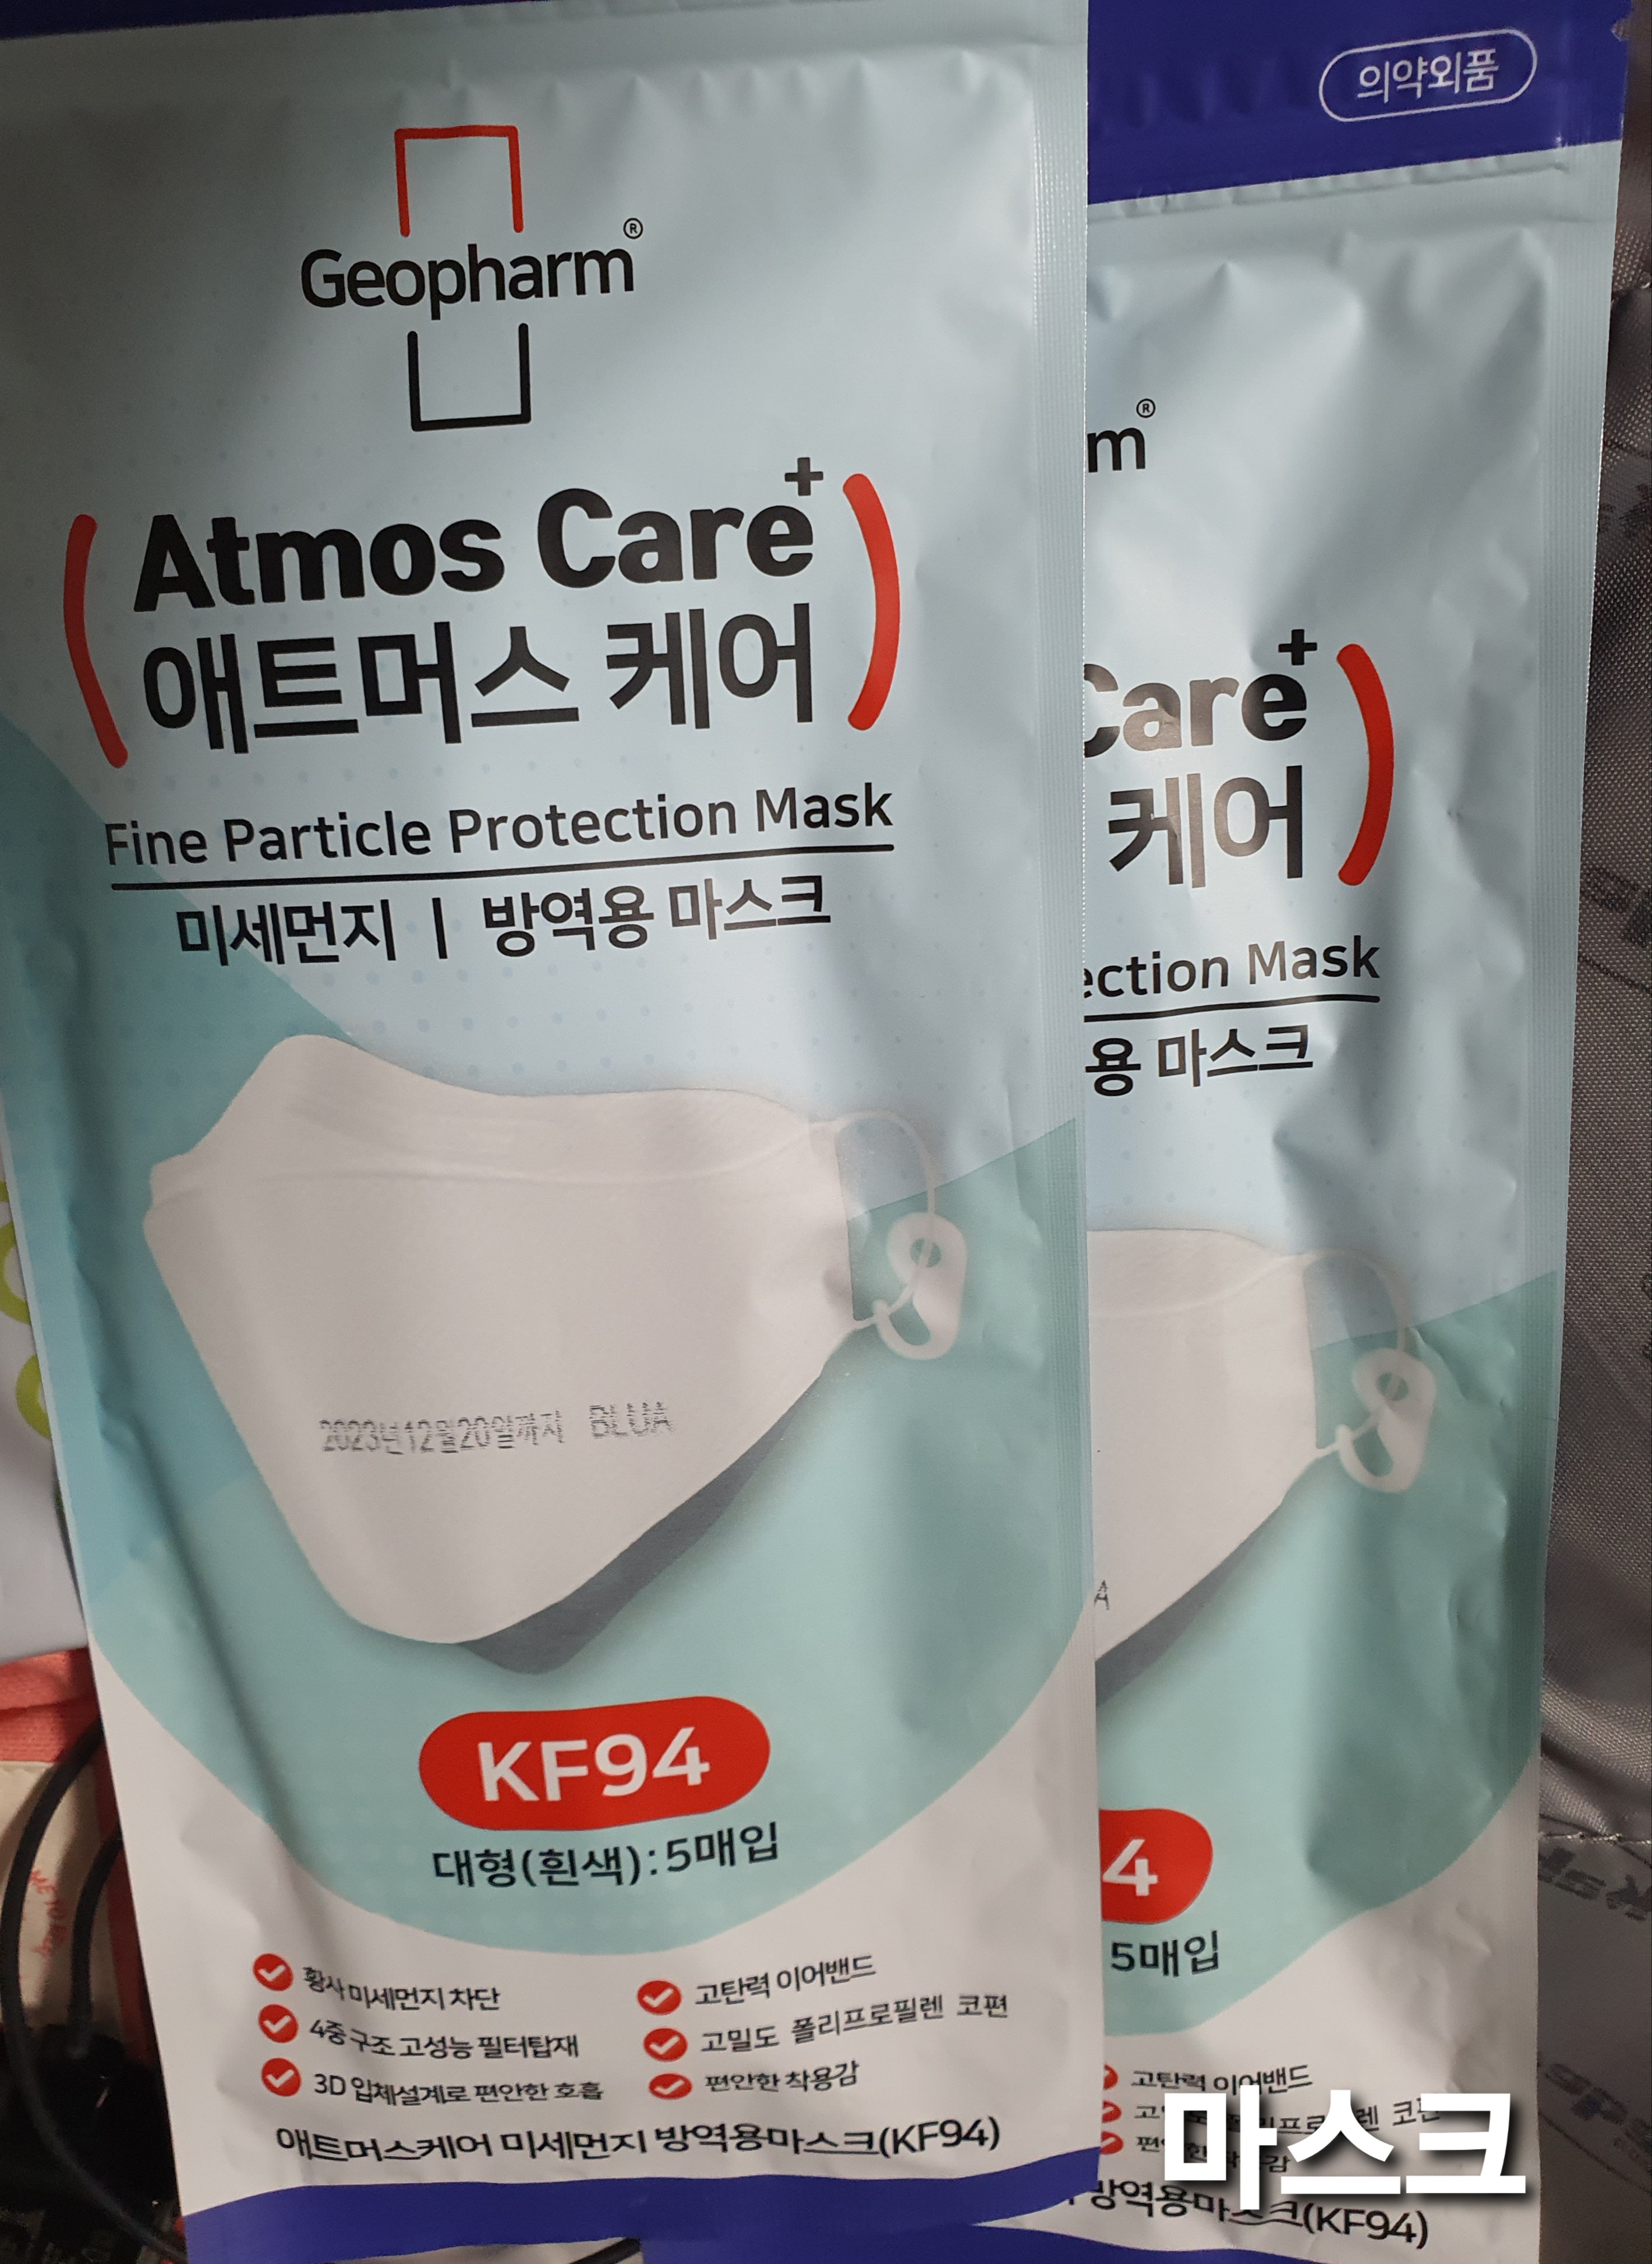 Geopharm®
Atmos Care+
애트머스 케어
Fine Particle Protection Mask
미세먼지 | 방역용 마스크
2023년12월20일까지 BLUA
KF94
대형(흰색):5매입
황사 미세먼지 차단
4중구조 고성능 필터탑재
3D 입체설계로 편안한 호흡
고탄력 이어밴드
고밀도 폴리프로필렌 코편
편안한 착용감
애트머스케어 미세먼지 방역용마스크(KF94)
의약외품
m®
Care+
케어
ection Mask
용 마스크
A
4
5매입
고탄력 이어밴드
코편
방역용마스크(KF94)
마스크